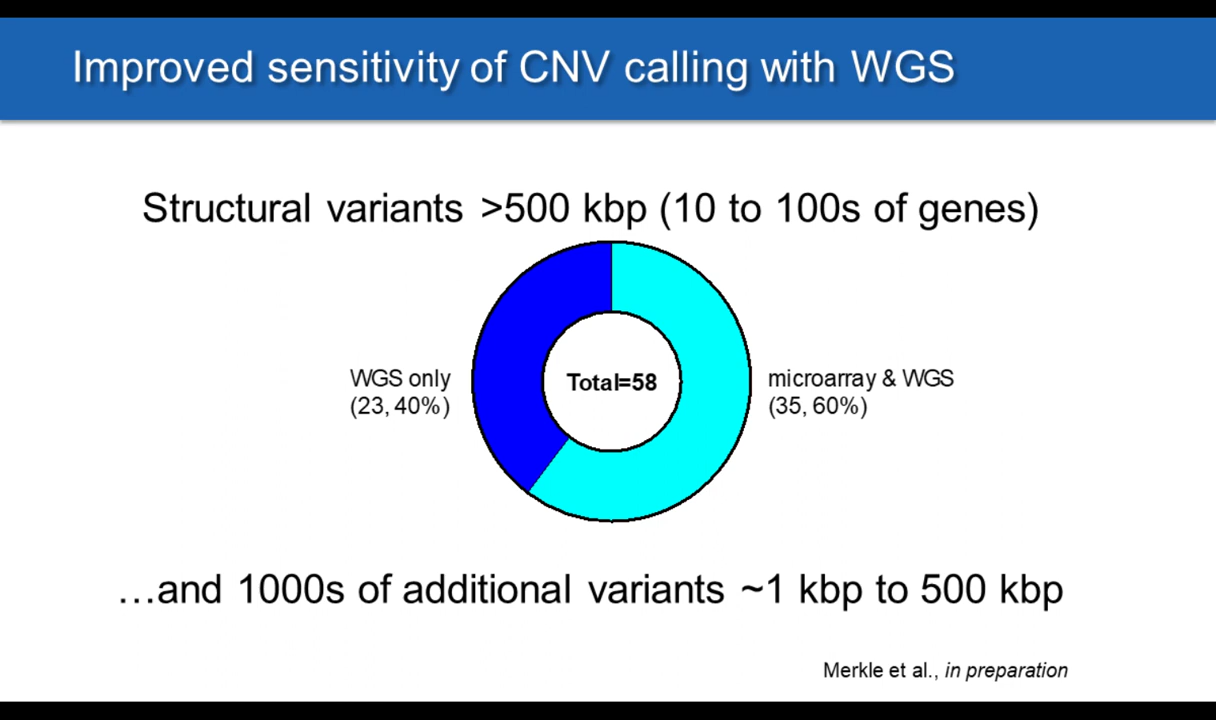 Improved sensitivity of CNV calling with WGS
Structural variants >500 kbp (10 to 100s of genes)
WGS only
(23, 40%)
Total=58
microarray & WGS
(35, 60%)
…and 1000s of additional variants ~1 kbp to 500 kbp
Merkle et al., in preparation